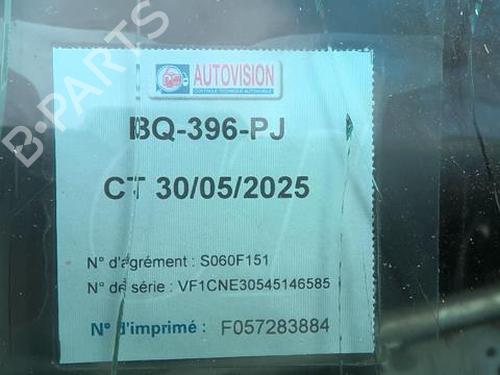 AUTOVISION
CONTRÔLE TECHNIQUE AUTOMOBILE
BQ-396-PJ
CT 30/05/2025
N° d'agrément : S060F151
N° de série : VF1CNE30545146585
N° d'imprimé : F057283884
B-PARTS